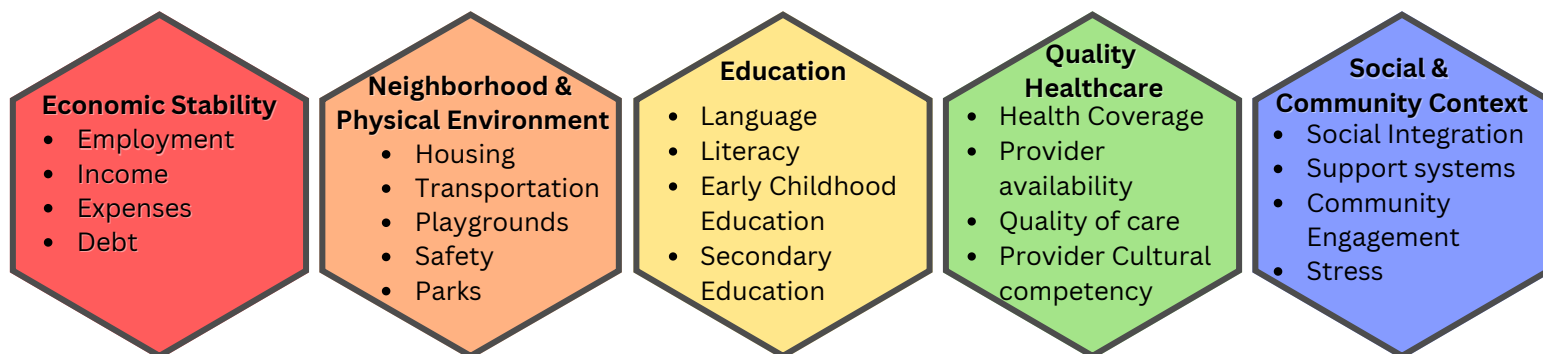 Economic Stability
• Employment
• Income
• Expenses
• Debt
Neighborhood &
Physical Environment
• Housing
• Transportation
• Playgrounds
• Safety
• Parks
Education
• Language
• Literacy
• Early Childhood
Education
• Secondary
Education
Quality
Healthcare
• Health Coverage
• Provider
availability
• Quality of care
• Provider Cultural
competency
Social &
Community Context
• Social Integration
• Support systems
• Community
Engagement
• Stress